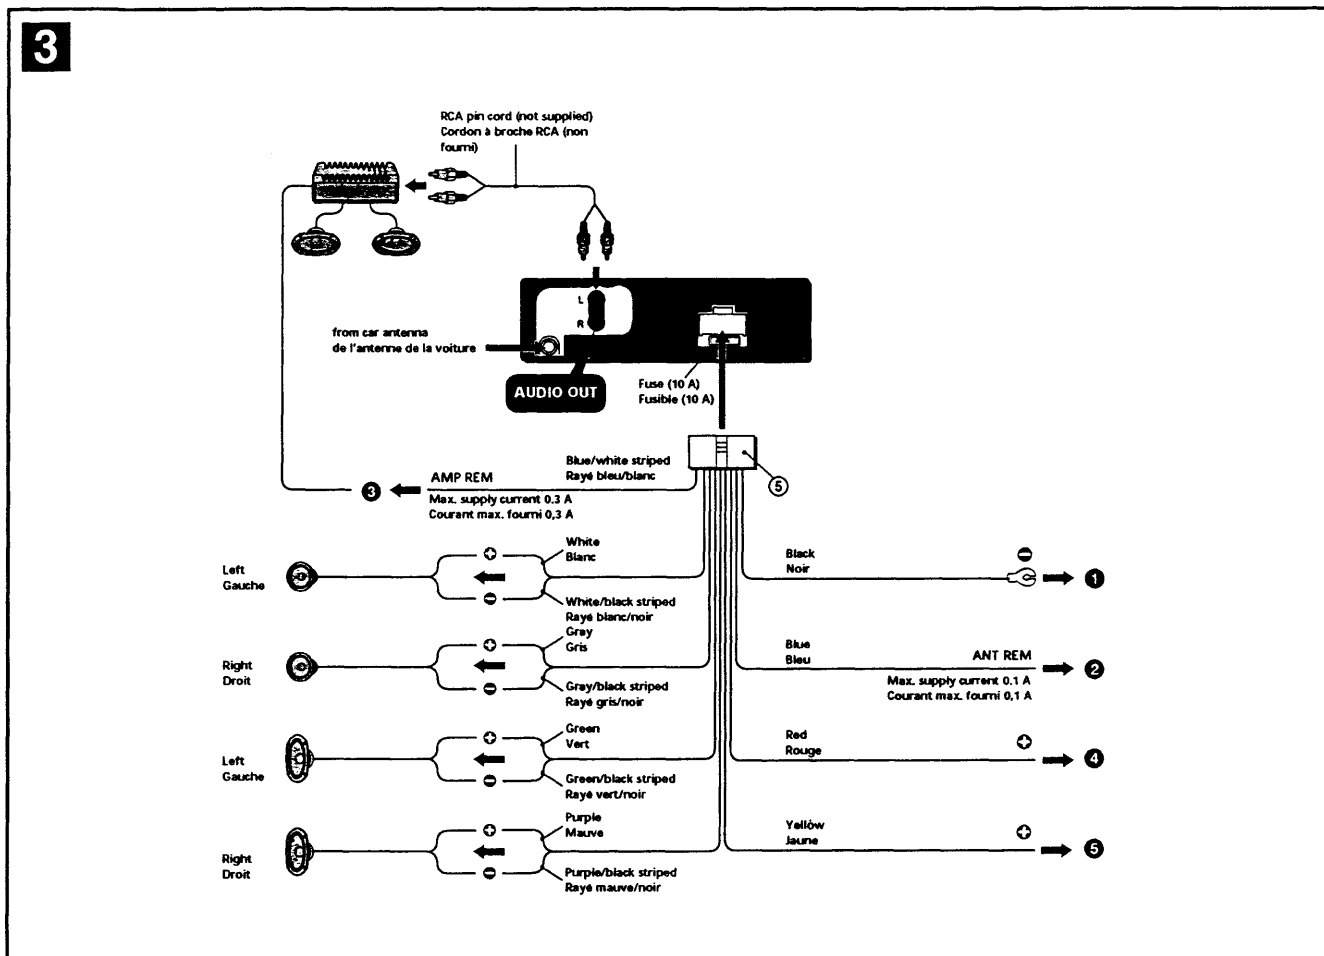 3
RCA pin cord (not supplied)
Cordon à broche RCA (non
fourni)
L
R
from car antenna
de l'antenne de la voiture
AUDIO OUT
Fuse (10 A)
Fusible (10 A)
Blue/white striped
Rayé bleu/blanc
5
AMP REM
3
Max. supply current 0.3 A
Courant max. fourni 0,3 A
White
Blanc
Left
Gauche
White/black striped
Rayé blanc/noir
Black
Noir
1
Gray
Gris
Right
Droit
Gray/black striped
Rayé gris/noir
Blue
Bleu
ANT REM
2
Max. supply current 0.1 A
Courant max. fourni 0,1 A
Green
Vert
Left
Gauche
Green/black striped
Rayé vert/noir
Red
Rouge
4
Purple
Mauve
Right
Droit
Purple/black striped
Rayé mauve/noir
Yellow
Jaune
5